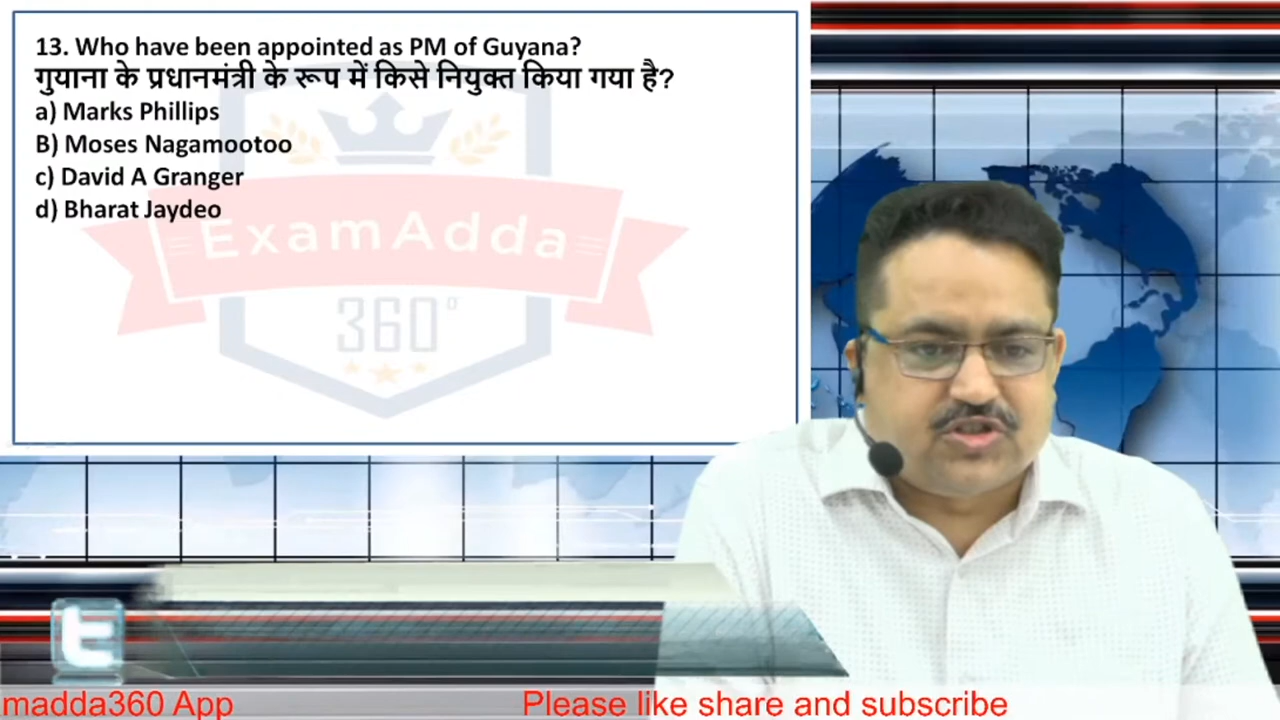 13. Who have been appointed as PM of Guyana?
गुयाना के प्रधानमंत्री के रूप में किसे नियुक्त किया गया है?
a) Marks Phillips
B) Moses Nagamootoo
c) David A Granger
d) Bharat Jaydeo
ExamAdda
360°
t
madda360 App
Please like share and subscribe